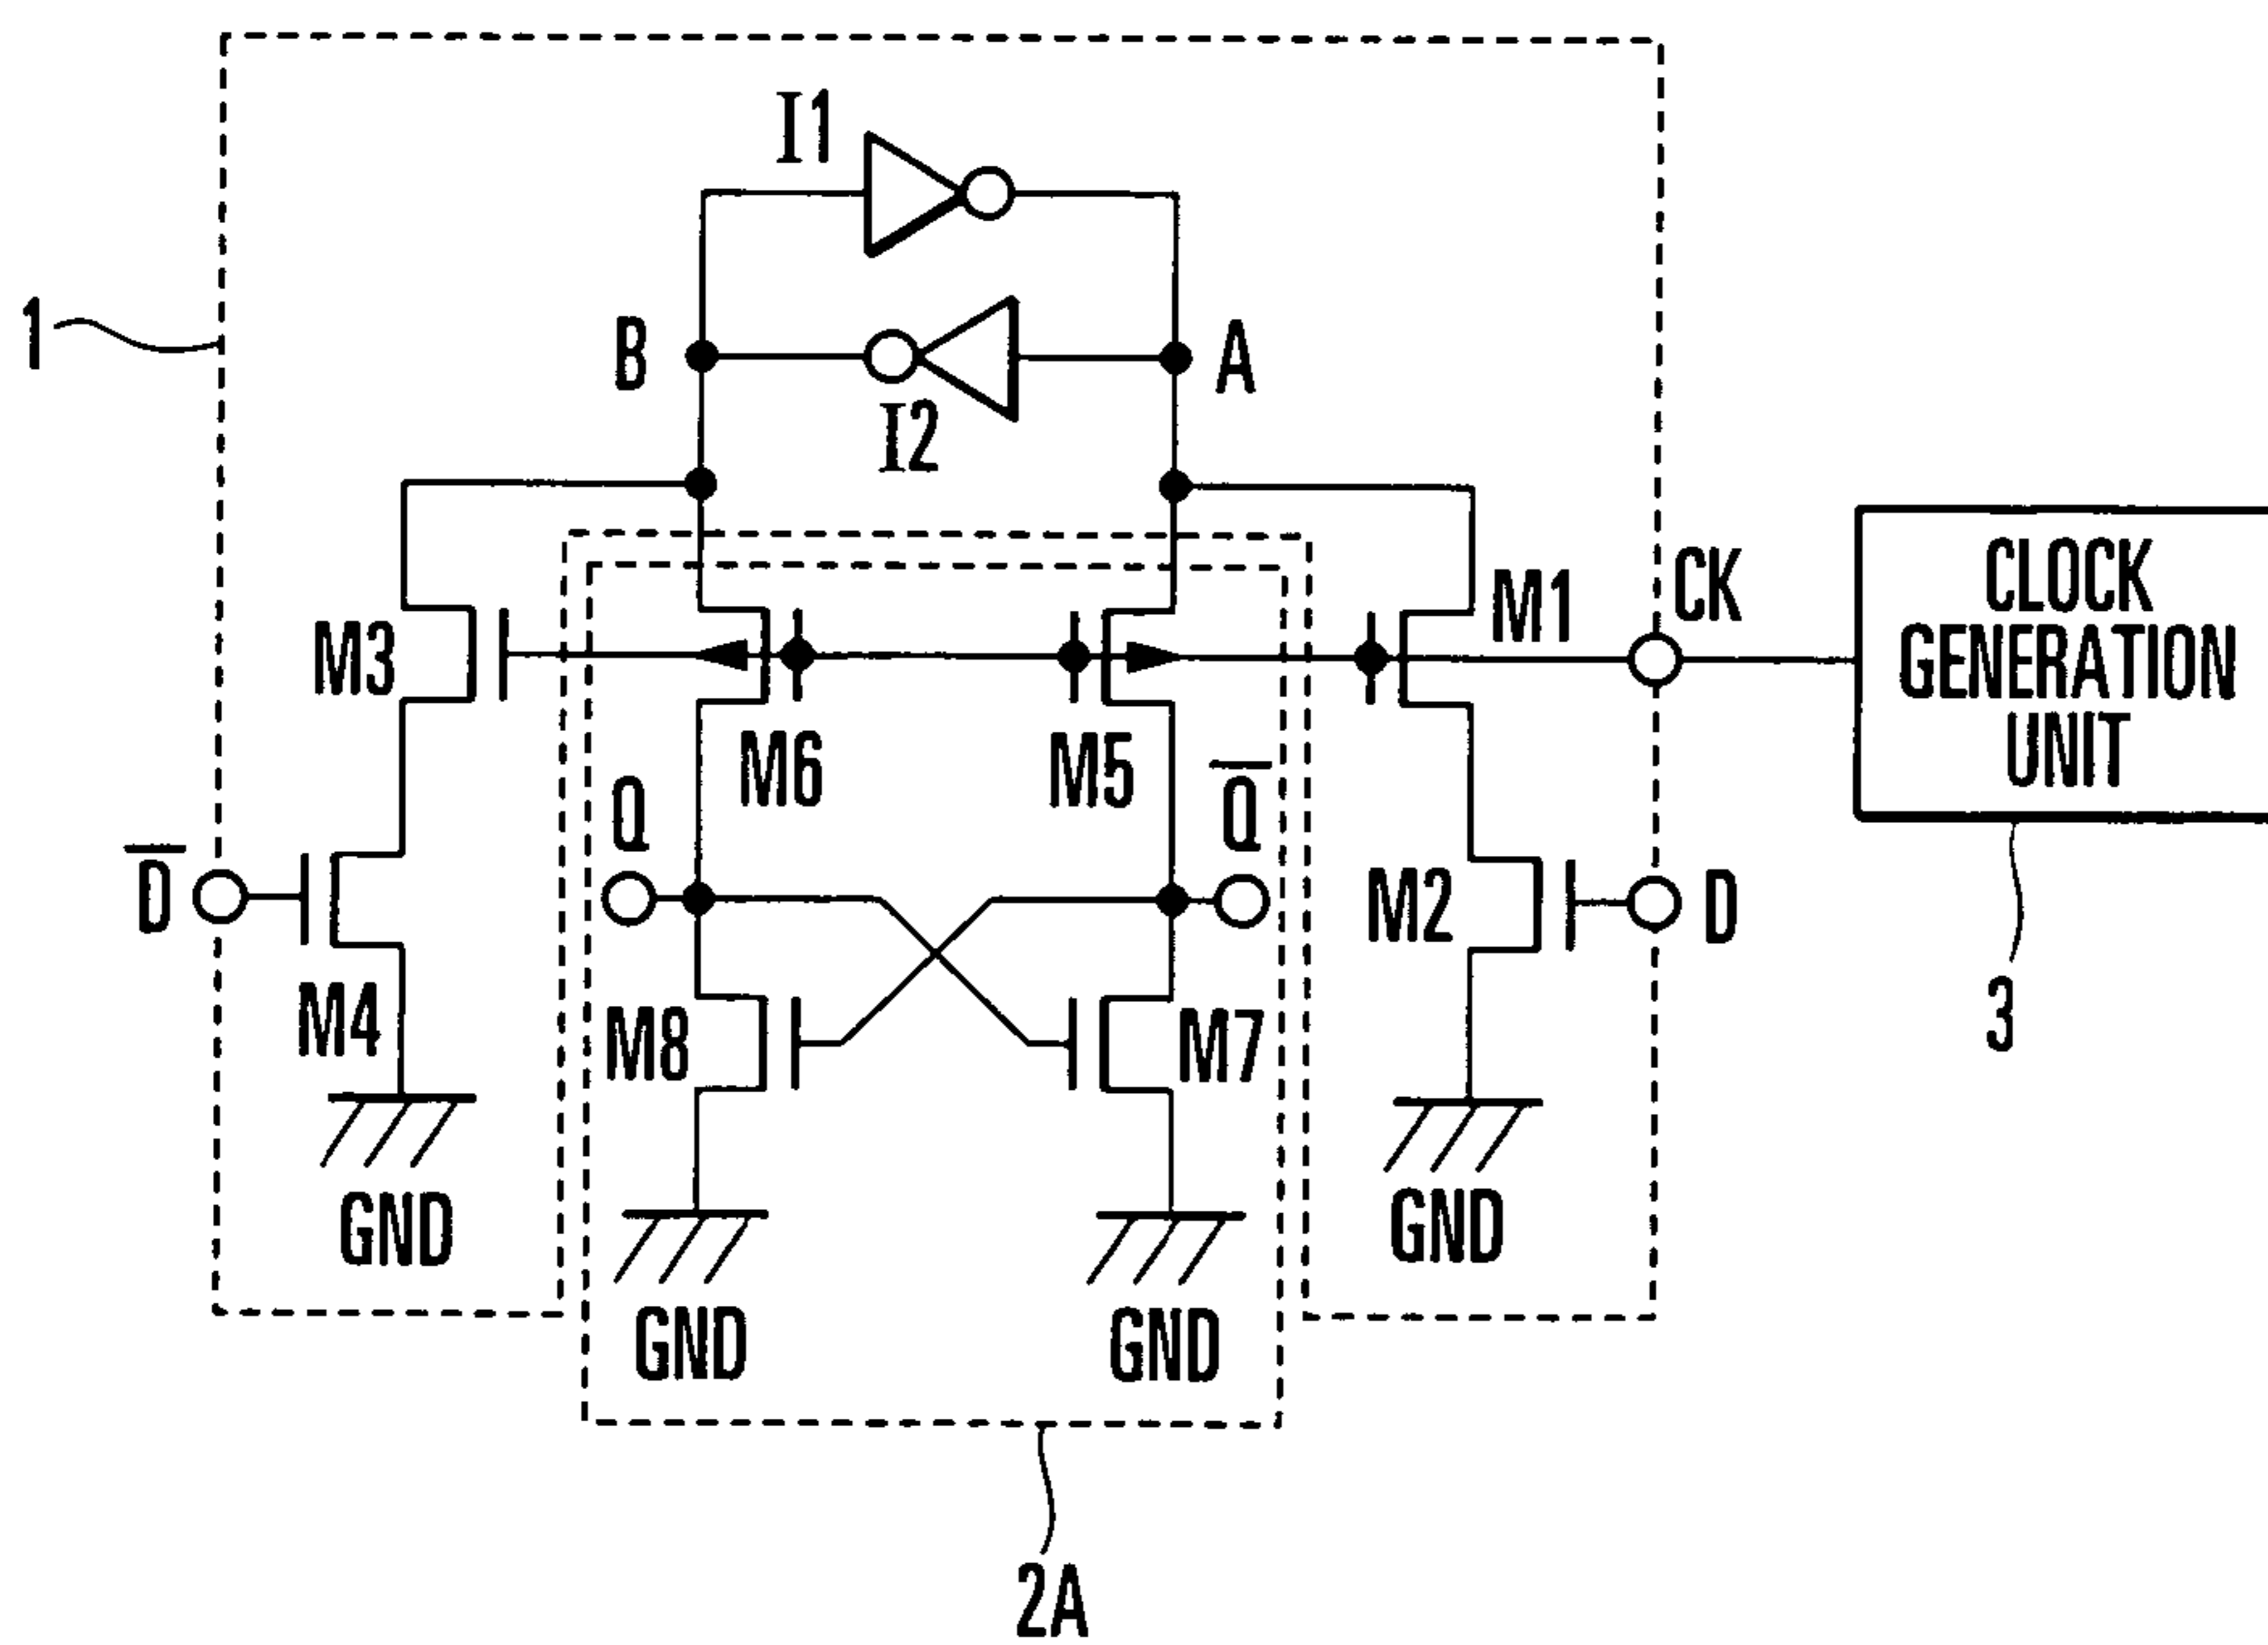 I1
1
B
A
I2
M3
M1
CK
CLOCK
GENERATION
UNIT
M6
M5
Q
Q̅
D̅
M2
D
M4
M8
M7
3
GND
GND
GND
GND
2A